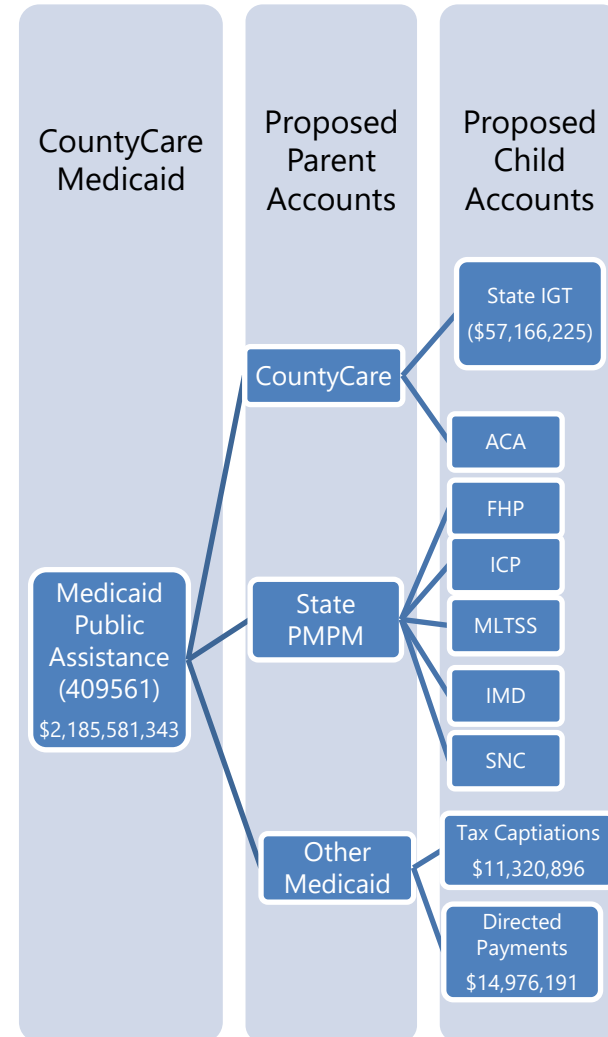 CountyCare
Medicaid
Proposed
Parent
Accounts
Proposed
Child
Accounts
Medicaid
Public
Assistance
(409561)
$2,185,581,343
CountyCare
State
PMPM
Other
Medicaid
State IGT
($57,166,225)
ACA
FHP
ICP
MLTSS
IMD
SNC
Tax Captiations
$11,320,896
Directed
Payments
$14,976,191